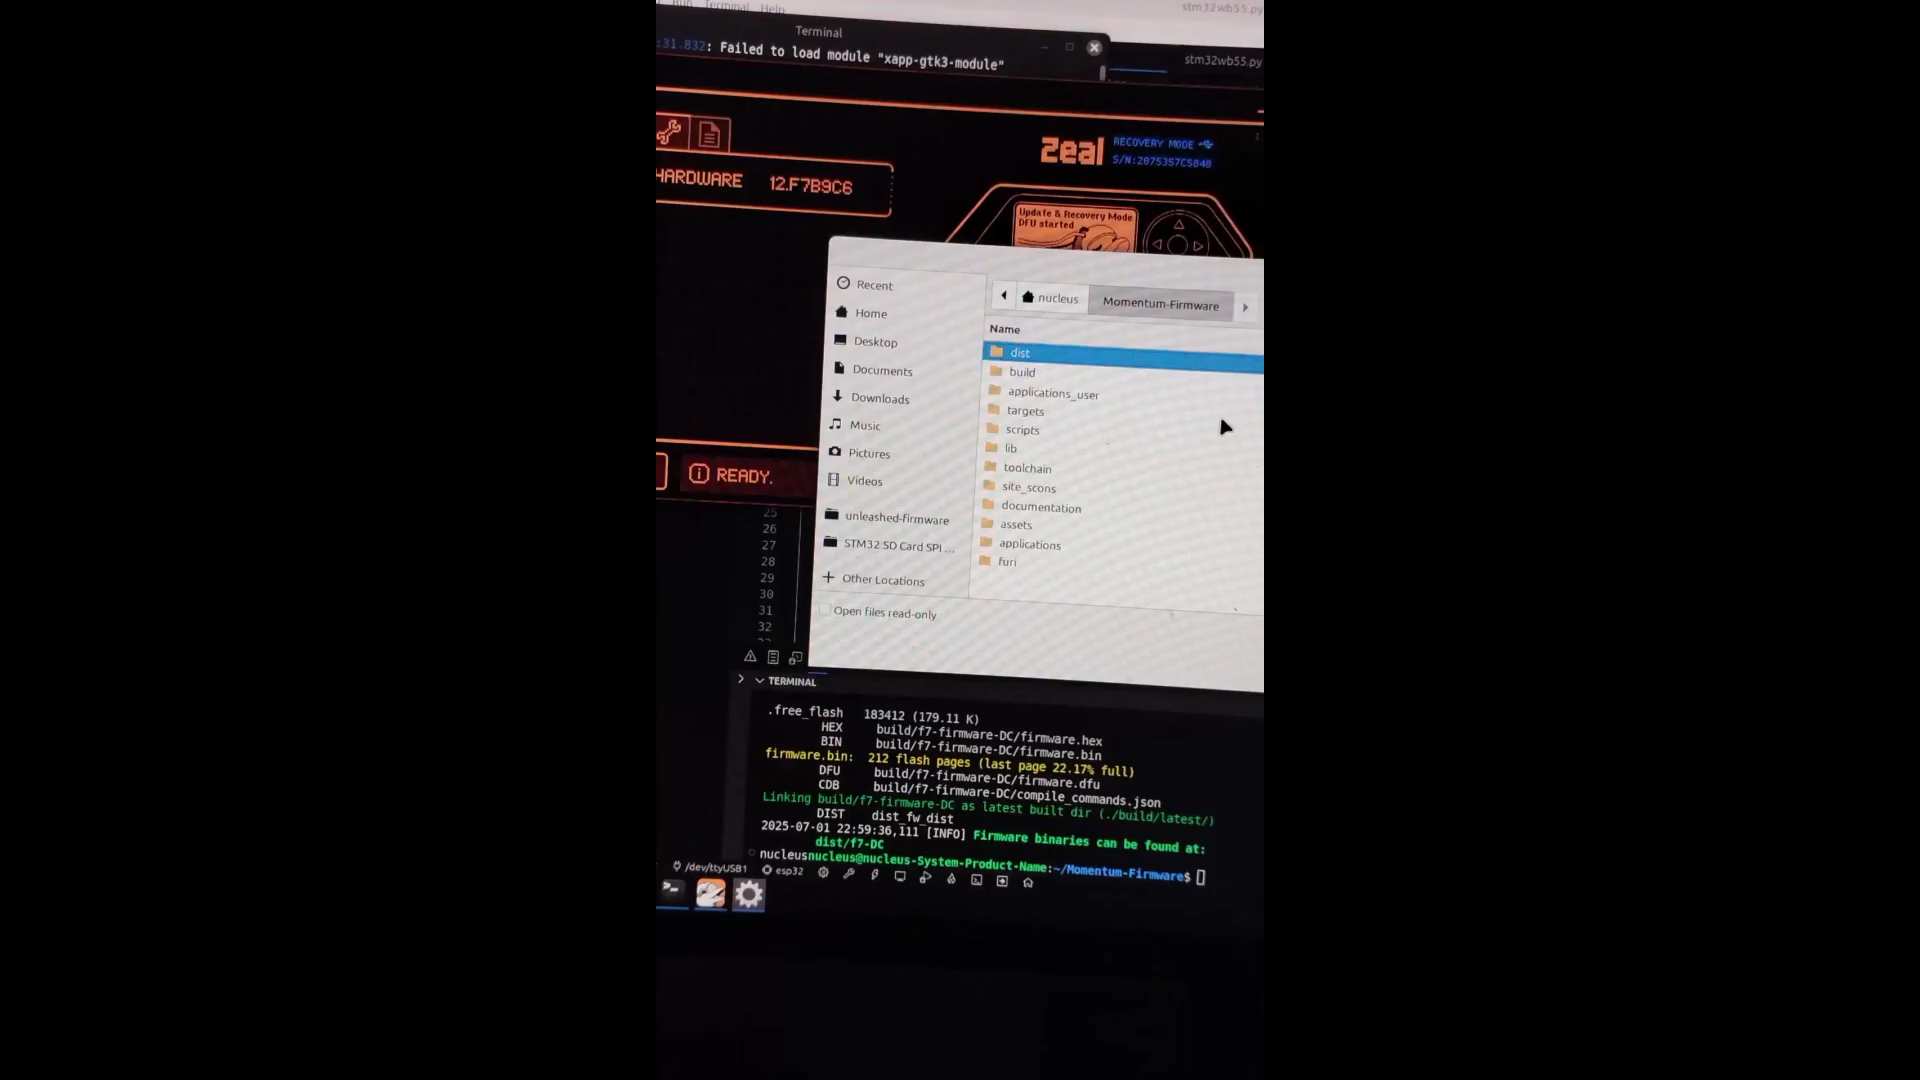 Run Terminal Help
stm32wb55.py
Terminal
:31.832: Failed to load module "xapp-gtk3-module"
stm32wb55.py
zeal
RECOVERY MODE
S/N:2075357C5048
HARDWARE 12.F7B9C6
Update & Recovery Mode
DFU started
Recent
Home
Desktop
Documents
Downloads
Music
Pictures
Videos
unleashed-firmware
STM32 SD Card SPI ...
Other Locations
Open files read-only
nucleus
Momentum-Firmware
Name
dist
build
applications_user
targets
scripts
lib
toolchain
site_scons
documentation
assets
applications
furi
READY.
25
26
27
28
29
30
31
32
TERMINAL
.free_flash 183412 (179.11 K)
HEX build/f7-firmware-DC/firmware.hex
BIN build/f7-firmware-DC/firmware.bin
firmware.bin: 212 flash pages (last page 22.17% full)
DFU build/f7-firmware-DC/firmware.dfu
CDB build/f7-firmware-DC/compile_commands.json
Linking build/f7-firmware-DC as latest built dir (./build/latest/)
DIST dist_fw_dist
2025-07-01 22:59:36,111 [INFO] Firmware binaries can be found at:
dist/f7-DC
nucleusnucleus@nucleus-System-Product-Name:~/Momentum-Firmware$
/dev/ttyUSB1 esp32